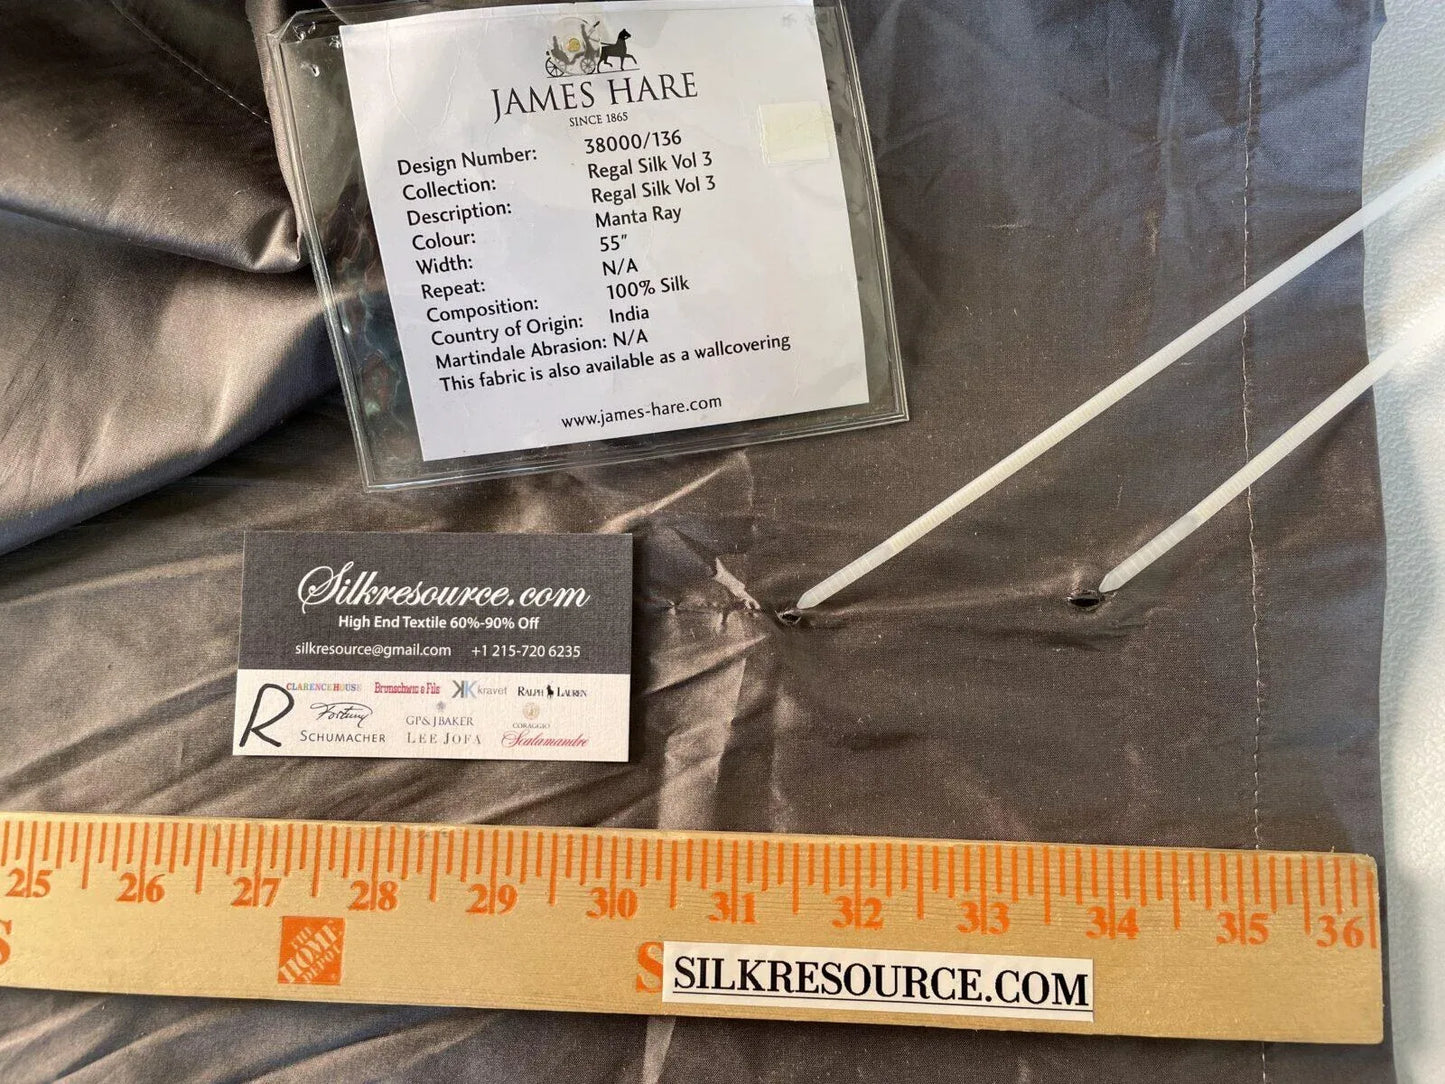 JAMES HARE
SINCE 1865
Design Number: 38000/136
Collection: Regal Silk Vol 3
Description: Regal Silk Vol 3
Colour: Manta Ray
Width: 55"
Repeat: N/A
Composition: 100% Silk
Country of Origin: India
Martindale Abrasion: N/A
This fabric is also available as a wallcovering
www.james-hare.com
Silkresource.com
High End Textile 60%-90% Off
silkresource@gmail.com +1 215-720 6235
CLARENCE HOUSE Brunschwig & Fils kravet RALPH LAUREN
R Fortuny GP&JBAKER CORAGGIO
SCHUMACHER LEE JOFA Scalamandré
25 26 27 28 29 30 31 32 33 34 35 36
THE
HOME
DEPOT
S S
SILKRESOURCE.COM